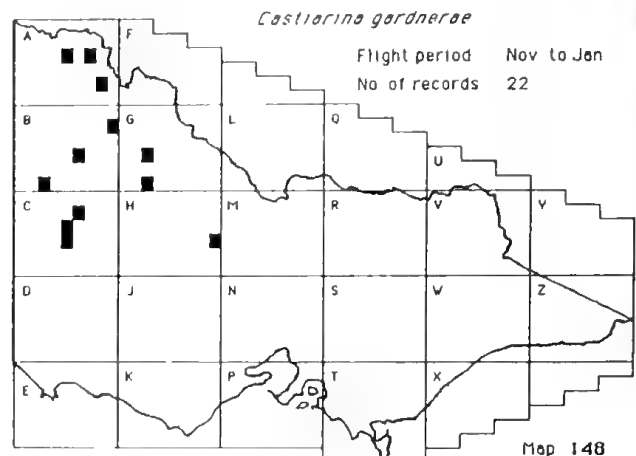 Castiarina gardnerae
Flight period Nov to Jan
No of records 22
A F
B G L Q
U
C H M R V Y
D J N S W Z
E K P T X
Map 148